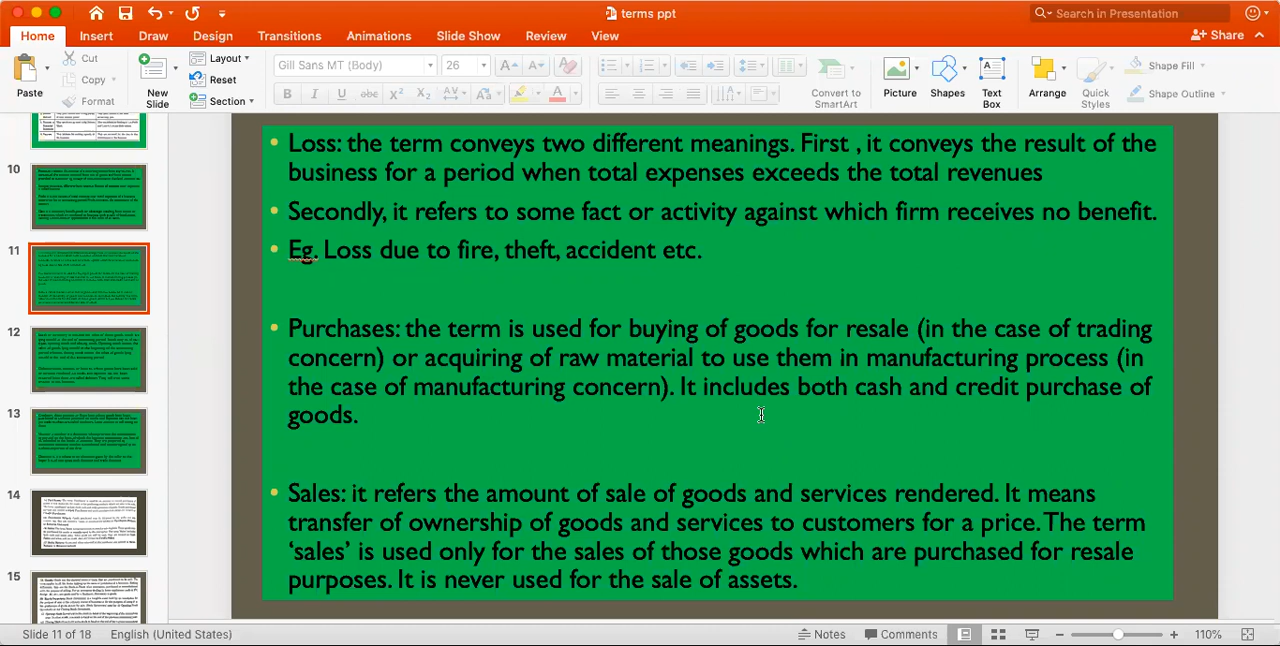 terms ppt
Search in Presentation
Home Insert Draw Design Transitions Animations Slide Show Review View Share
Paste Cut Copy Format New Slide Layout Reset Section Gill Sans MT (Body) 26 Convert to SmartArt Picture Shapes Text Box Arrange Quick Styles Shape Fill Shape Outline
10
11
12
13
14
15
• Loss: the term conveys two different meanings. First , it conveys the result of the
business for a period when total expenses exceeds the total revenues
• Secondly, it refers to some fact or activity against which firm receives no benefit.
• Eg. Loss due to fire, theft, accident etc.
• Purchases: the term is used for buying of goods for resale (in the case of trading
concern) or acquiring of raw material to use them in manufacturing process (in
the case of manufacturing concern). It includes both cash and credit purchase of
goods.
• Sales: it refers the amount of sale of goods and services rendered. It means
transfer of ownership of goods and services to customers for a price. The term
‘sales’ is used only for the sales of those goods which are purchased for resale
purposes. It is never used for the sale of assets.
Slide 11 of 18 English (United States) Notes Comments 110%